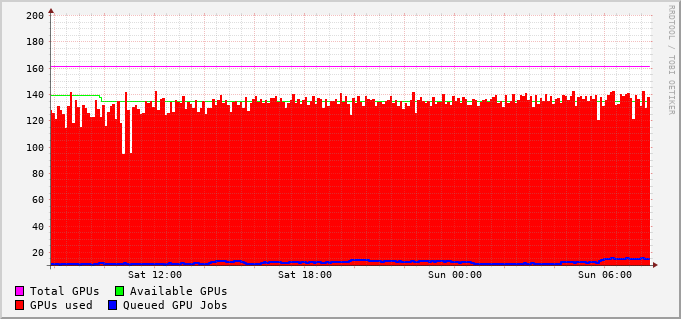 200
180
160
140
120
100
80
60
40
20
Sat 12:00 Sat 18:00 Sun 00:00 Sun 06:00
Total GPUs Available GPUs
GPUs used Queued GPU Jobs
RRDTOOL / TOBI OETIKER